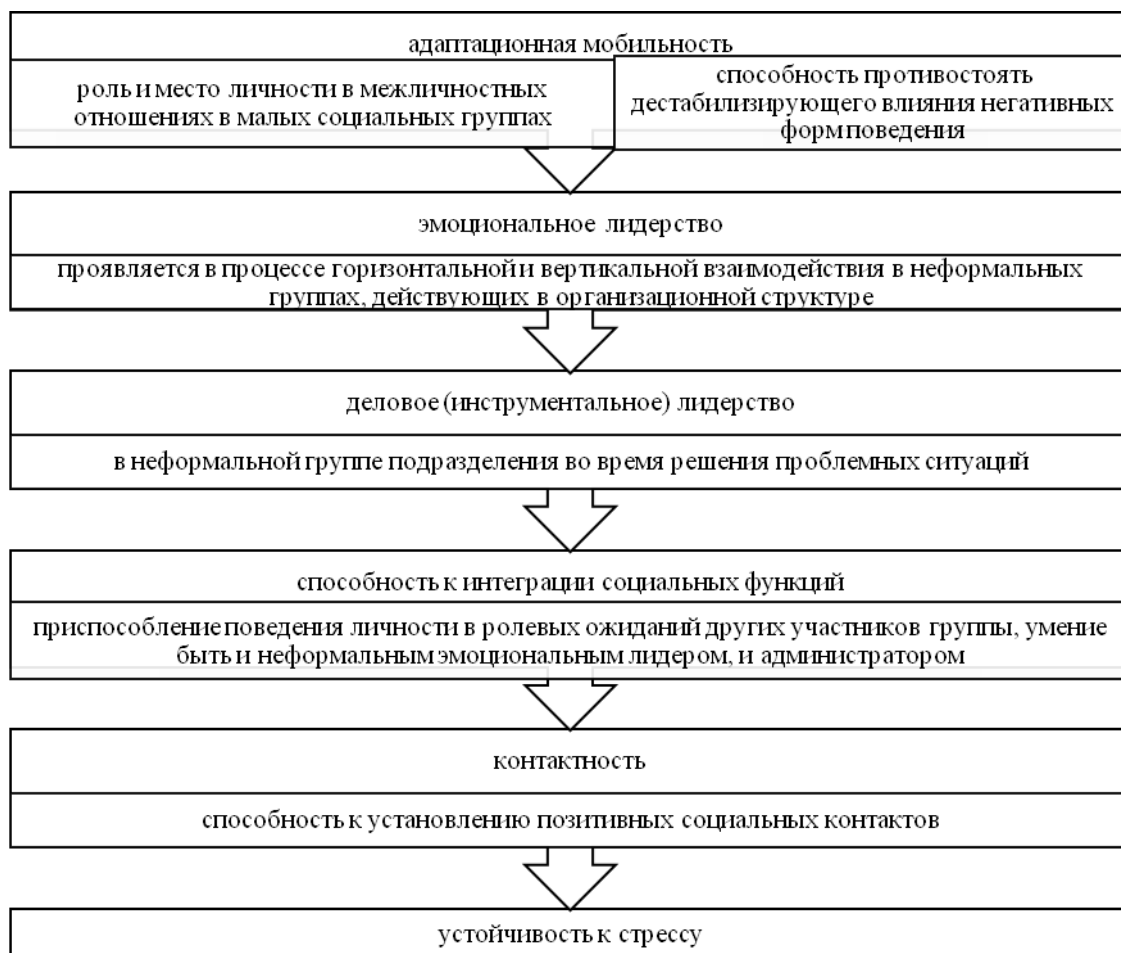 адаптационная мобильность
роль и место личности в межличностных
отношениях в малых социальных группах
способность противостоять
дестабилизирующего влияния негативных
форм поведения
эмоциональное лидерство
проявляется в процессе горизонтальной и вертикальной взаимодействия в неформальных
группах, действующих в организационной структуре
деловое (инструментальное) лидерство
в неформальной группе подразделения во время решения проблемных ситуаций
способность к интеграции социальных функций
приспособление поведения личности в ролевых ожиданий других участников группы, умение
быть и неформальным эмоциональным лидером, и администратором
контактность
способность к установлению позитивных социальных контактов
устойчивость к стрессу